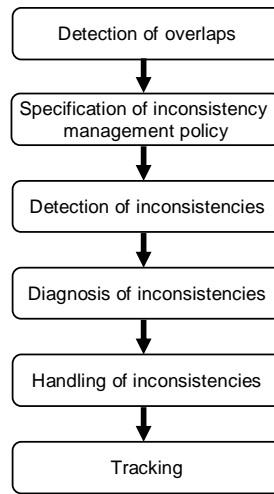 Detection of overlaps
Specification of inconsistency
management policy
Detection of inconsistencies
Diagnosis of inconsistencies
Handling of inconsistencies
Tracking